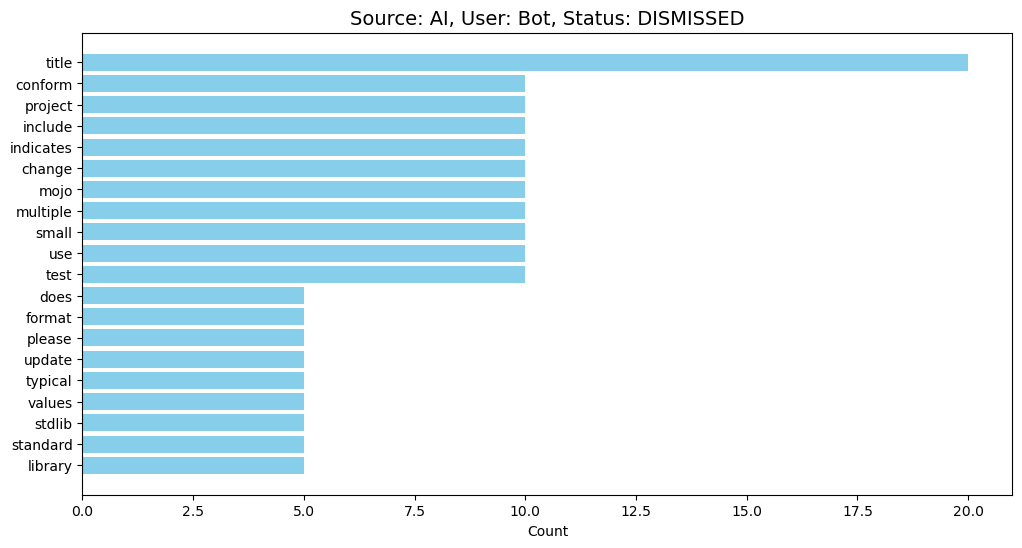 Source: AI, User: Bot, Status: DISMISSED
title
conform
project
include
indicates
change
mojo
multiple
small
use
test
does
format
please
update
typical
values
stdlib
standard
library
0.0 2.5 5.0 7.5 10.0 12.5 15.0 17.5 20.0
Count